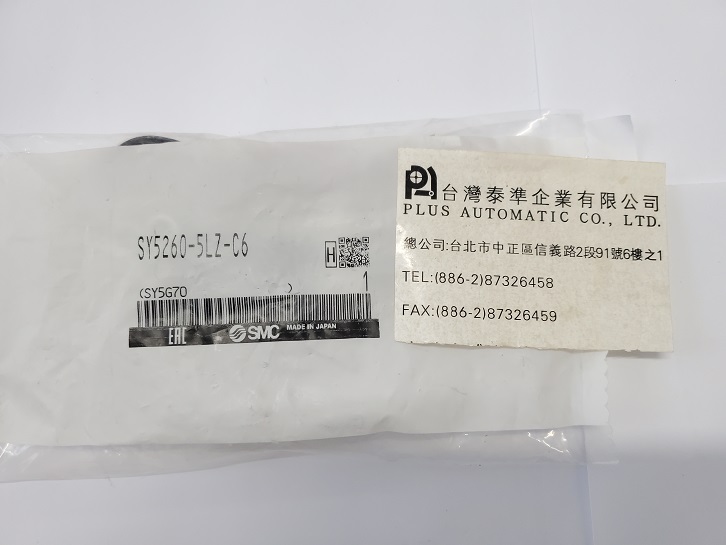 SY5260-5LZ-C6
H
(SY5G70 )
1
EAC
SMC MADE IN JAPAN
PA 台灣泰準企業有限公司
PLUS AUTOMATIC CO., LTD.
總公司:台北市中正區信義路2段91號6樓之1
TEL:(886-2)87326458
FAX:(886-2)87326459